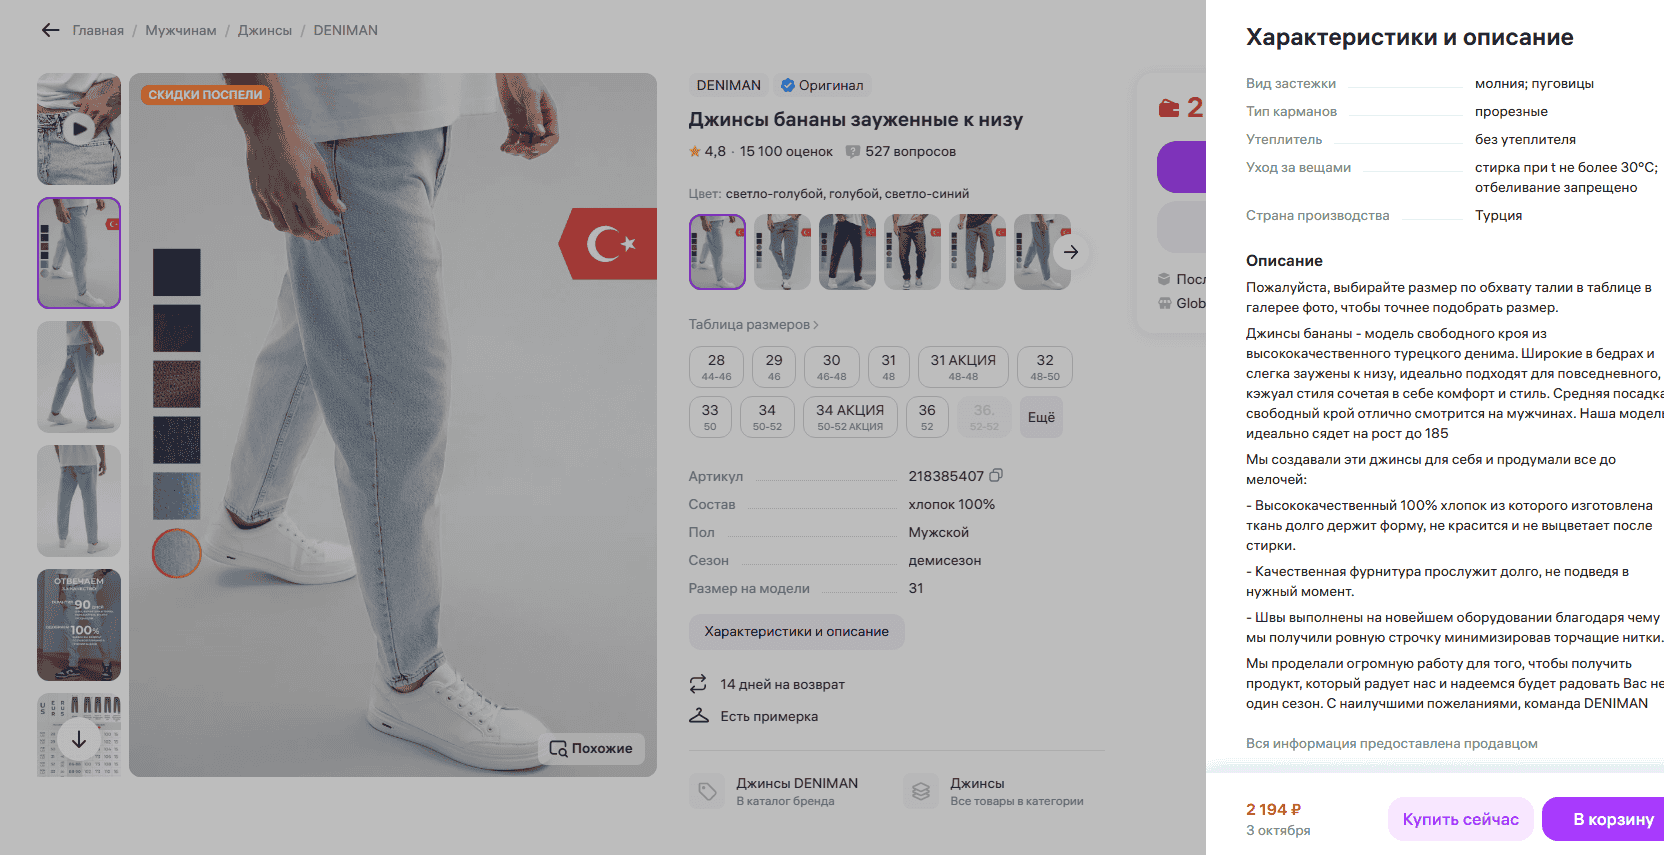 Главная / Мужчинам / Джинсы / DENIMAN
СКИДКИ ПОСПЕЛИ
Похожие
ОТВЕЧАЕМ
90
100%
DENIMAN
Оригинал
Джинсы бананы зауженные к низу
4,8 · 15 100 оценок 527 вопросов
Цвет: светло-голубой, голубой, светло-синий
Таблица размеров
28 29 30 31 31 АКЦИЯ 32
44-46 46 46-48 48 48-48 48-50
33 34 34 АКЦИЯ 36 36. Ещё
50 50-52 50-52 АКЦИЯ 52 52-52
Артикул 218385407
Состав хлопок 100%
Пол Мужской
Сезон демисезон
Размер на модели 31
Характеристики и описание
14 дней на возврат
Есть примерка
Джинсы DENIMAN
В каталог бренда
Джинсы
Все товары в категории
2
Посл
Glob
Характеристики и описание
Вид застежки молния; пуговицы
Тип карманов прорезные
Утеплитель без утеплителя
Уход за вещами стирка при t не более 30°C;
отбеливание запрещено
Страна производства Турция
Описание
Пожалуйста, выбирайте размер по обхвату талии в таблице в
галерее фото, чтобы точнее подобрать размер.
Джинсы бананы - модель свободного кроя из
высококачественного турецкого денима. Широкие в бедрах и
слегка заужены к низу, идеально подходят для повседневного,
кэжуал стиля сочетая в себе комфорт и стиль. Средняя посадка
свободный крой отлично смотрится на мужчинах. Наша модель
идеально сядет на рост до 185
Мы создавали эти джинсы для себя и продумали все до
мелочей:
- Высококачественный 100% хлопок из которого изготовлена
ткань долго держит форму, не красится и не выцветает после
стирки.
- Качественная фурнитура прослужит долго, не подведя в
нужный момент.
- Швы выполнены на новейшем оборудовании благодаря чему
мы получили ровную строчку минимизировав торчащие нитки.
Мы проделали огромную работу для того, чтобы получить
продукт, который радует нас и надеемся будет радовать Вас не
один сезон. С наилучшими пожеланиями, команда DENIMAN
Вся информация предоставлена продавцом
2 194 ₽
3 октября
Купить сейчас
В корзину